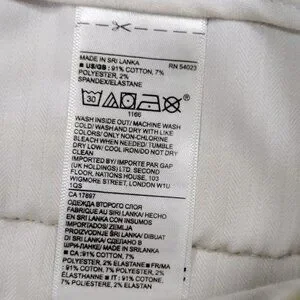 MADE IN SRI LANKA RN 54023
■ US/GB : 91% COTTON, 7%
POLYESTER, 2%
SPANDEX/ELASTANE
30
1166
WASH INSIDE OUT/ MACHINE WASH
COLD/ WASH AND DRY WITH LIKE
COLORS/ ONLY NON-CHLORINE
BLEACH WHEN NEEDED/ TUMBLE
DRY LOW/ COOL IRON/DO NOT DRY
CLEAN
IMPORTED BY/ IMPORTE PAR GAP
(UK HOLDINGS) LTD. SECOND
FLOOR, NATIONS HOUSE, 103
WIGMORE STREET, LONDON W1U
1QS
CA 17897
ОДЕЖДА ВТОРОГО СЛОЯ
FABRIQUE AU SRI LANKA/ HECHO
EN SRI LANKA CON INSUMOS
IMPORTADOS/
PROIZVODJE SRI LANKA/ DIBUAT
DI SRI LANKA/ СДЕЛАНО В
ШРИ-ЛАНКЕ/ MADE IN SRILANKA
■ CA : 91% COTTON, 7%
POLYESTER, 2% ELASTANE ■ FR/MA
: 91% COTON, 7% POLYESTER, 2%
ELASTHANNE ■ IT : 91% COTONE, 7%
POLIESTERE, 2% ELASTAN